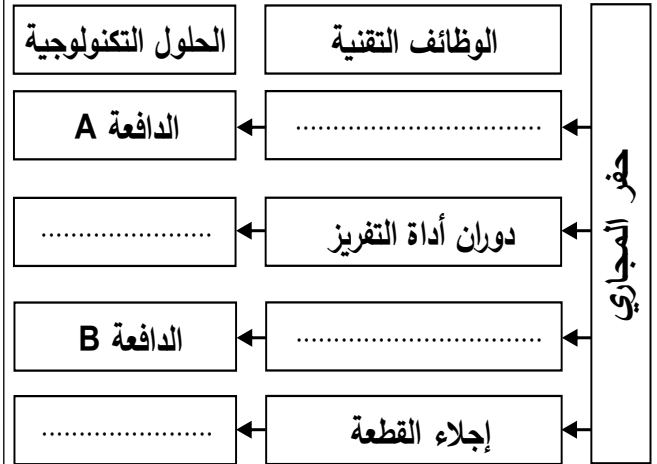 حفر المجاري
الوظائف التقنية
الحلول التكنولوجية
.................................
الدافعة A
دوران أداة التفريز
.......................
.................................
الدافعة B
إجلاء القطعة
.......................